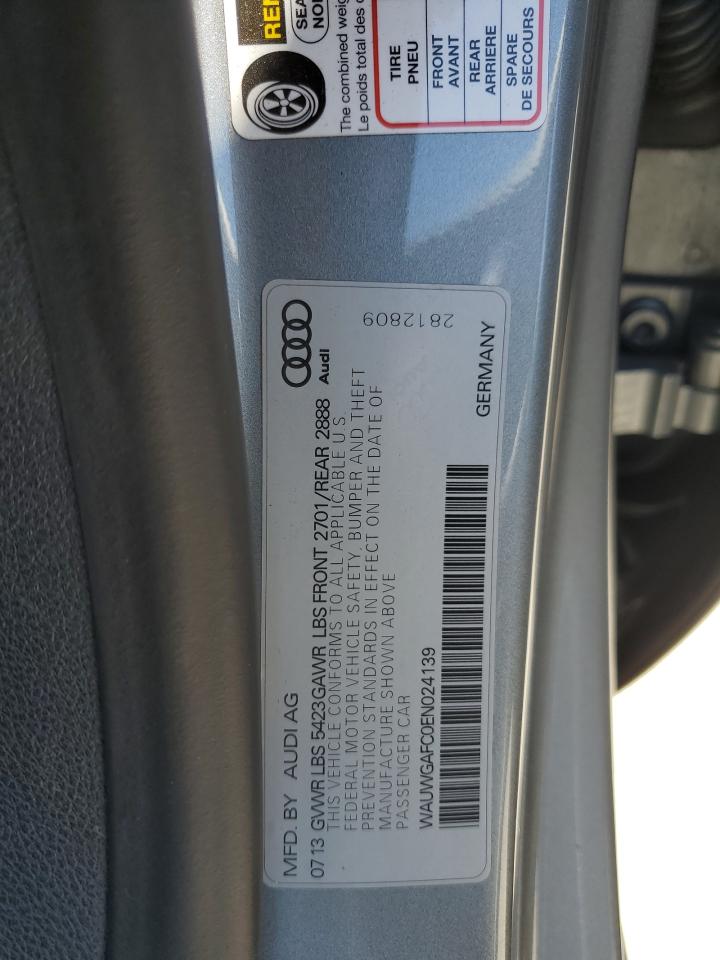 REN
SEA
NOI
The combined weig
Le poids total des o
TIRE
PNEU
FRONT
AVANT
REAR
ARRIERE
SPARE
DE SECOURS
MFD. BY AUDI AG
Audi
07 13 GVWR LBS 5423GAWR LBS FRONT 2701/REAR 2888
THIS VEHICLE CONFORMS TO ALL APPLICABLE U.S.
FEDERAL MOTOR VEHICLE SAFETY, BUMPER AND THEFT
PREVENTION STANDARDS IN EFFECT ON THE DATE OF
MANUFACTURE SHOWN ABOVE
PASSENGER CAR
2812809
WAUWGAFC0EN024139
GERMANY